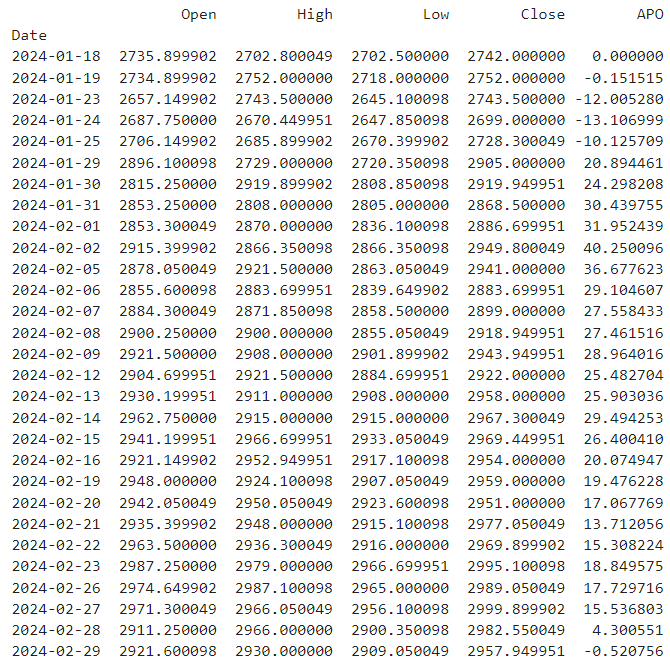 Open High Low Close APO
Date
2024-01-18 2735.899902 2702.800049 2702.500000 2742.000000 0.000000
2024-01-19 2734.899902 2752.000000 2718.000000 2752.000000 -0.151515
2024-01-23 2657.149902 2743.500000 2645.100098 2743.500000 -12.005280
2024-01-24 2687.750000 2670.449951 2647.850098 2699.000000 -13.106999
2024-01-25 2706.149902 2685.899902 2670.399902 2728.300049 -10.125709
2024-01-29 2896.100098 2729.000000 2720.350098 2905.000000 20.894461
2024-01-30 2815.250000 2919.899902 2808.850098 2919.949951 24.298208
2024-01-31 2853.250000 2808.000000 2805.000000 2868.500000 30.439755
2024-02-01 2853.300049 2870.000000 2836.100098 2886.699951 31.952439
2024-02-02 2915.399902 2866.350098 2866.350098 2949.800049 40.250096
2024-02-05 2878.050049 2921.500000 2863.050049 2941.000000 36.677623
2024-02-06 2855.600098 2883.699951 2839.649902 2883.699951 29.104607
2024-02-07 2884.300049 2871.850098 2858.500000 2899.000000 27.558433
2024-02-08 2900.250000 2900.000000 2855.050049 2918.949951 27.461516
2024-02-09 2921.500000 2908.000000 2901.899902 2943.949951 28.964016
2024-02-12 2904.699951 2921.500000 2884.699951 2922.000000 25.482704
2024-02-13 2930.199951 2911.000000 2908.000000 2958.000000 25.903036
2024-02-14 2962.750000 2915.000000 2915.000000 2967.300049 29.494253
2024-02-15 2941.199951 2966.699951 2933.050049 2969.449951 26.400410
2024-02-16 2921.149902 2952.949951 2917.100098 2954.000000 20.074947
2024-02-19 2948.000000 2924.100098 2907.050049 2959.000000 19.476228
2024-02-20 2942.050049 2950.050049 2923.600098 2951.000000 17.067769
2024-02-21 2935.399902 2948.000000 2915.100098 2977.050049 13.712056
2024-02-22 2963.500000 2936.300049 2916.000000 2969.899902 15.308224
2024-02-23 2987.250000 2979.000000 2966.699951 2995.100098 18.849575
2024-02-26 2974.649902 2987.100098 2965.000000 2989.050049 17.729716
2024-02-27 2971.300049 2966.050049 2956.100098 2999.899902 15.536803
2024-02-28 2911.250000 2966.000000 2900.350098 2982.550049 4.300551
2024-02-29 2921.600098 2930.000000 2909.050049 2957.949951 -0.520756